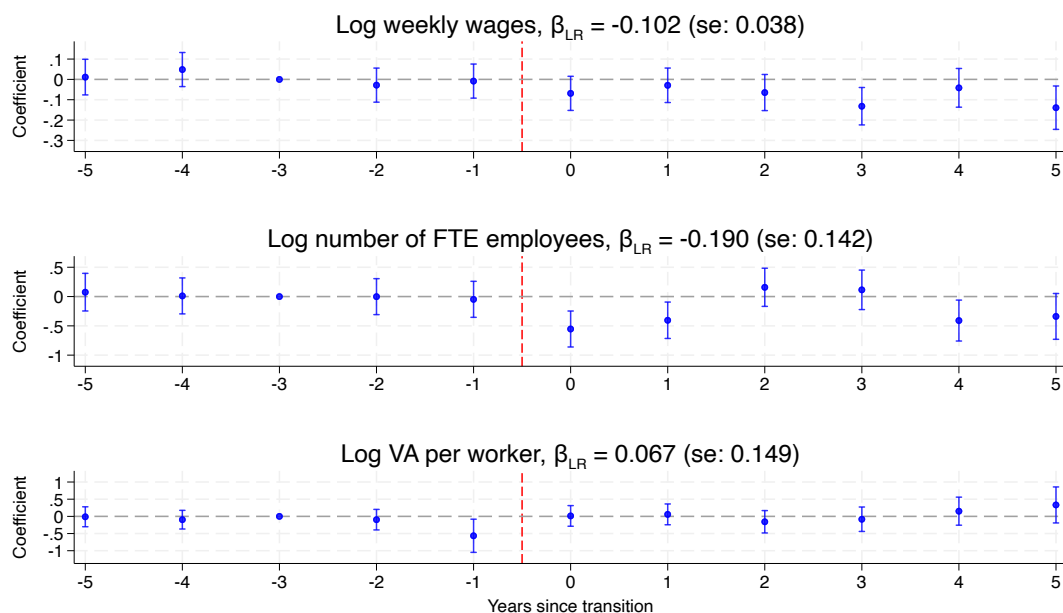 Log weekly wages, β_LR = -0.102 (se: 0.038)
Coefficient
.1
0
-.1
-.2
-.3
-5 -4 -3 -2 -1 0 1 2 3 4 5
Log number of FTE employees, β_LR = -0.190 (se: 0.142)
Coefficient
.5
0
-.5
-1
-5 -4 -3 -2 -1 0 1 2 3 4 5
Log VA per worker, β_LR = 0.067 (se: 0.149)
Coefficient
1
.5
0
-.5
-1
-5 -4 -3 -2 -1 0 1 2 3 4 5
Years since transition